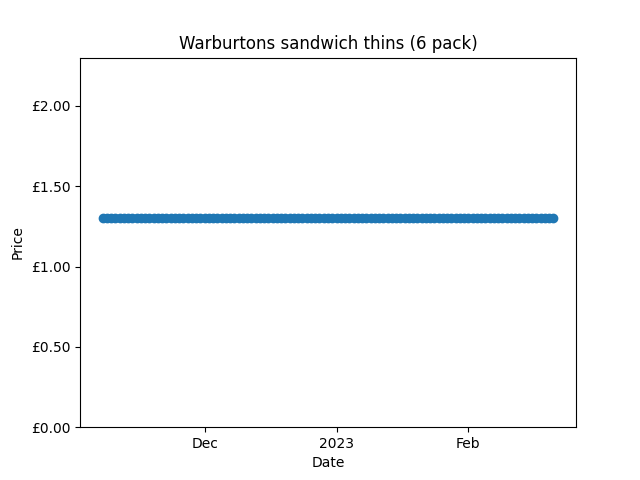 Warburtons sandwich thins (6 pack)
£2.00
£1.50
£1.00
£0.50
£0.00
Price
Dec 2023 Feb
Date